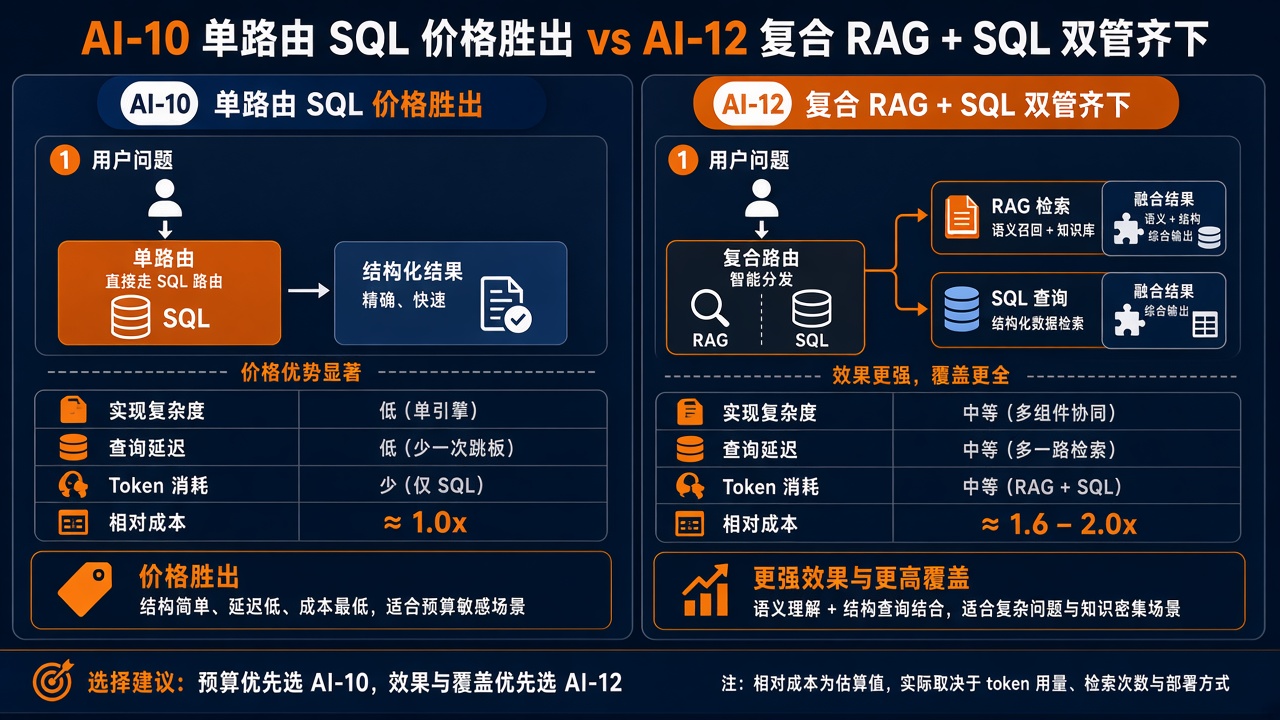 AI-10 单路由 SQL 价格胜出 vs AI-12 复合 RAG + SQL 双管齐下
AI-10 单路由 SQL 价格胜出
1 用户问题
单路由
直接走 SQL 路由
SQL
结构化结果
精确、快速
价格优势显著
实现复杂度 低（单引擎）
查询延迟 低（少一次跳板）
Token 消耗 少（仅 SQL）
相对成本 ≈ 1.0x
价格胜出
结构简单、延迟低、成本最低，适合预算敏感场景
AI-12 复合 RAG + SQL 双管齐下
1 用户问题
复合路由
智能分发
RAG SQL
RAG 检索
语义召回 + 知识库
融合结果
语义 + 结构
综合输出
SQL 查询
结构化数据检索
融合结果
综合输出
效果更强，覆盖更全
实现复杂度 中等（多组件协同）
查询延迟 中等（多一路检索）
Token 消耗 中等（RAG + SQL）
相对成本 ≈ 1.6 – 2.0x
更强效果与更高覆盖
语义理解 + 结构查询结合，适合复杂问题与知识密集场景
选择建议：预算优先选 AI-10，效果与覆盖优先选 AI-12
注：相对成本为估算值，实际取决于 token 用量、检索次数与部署方式